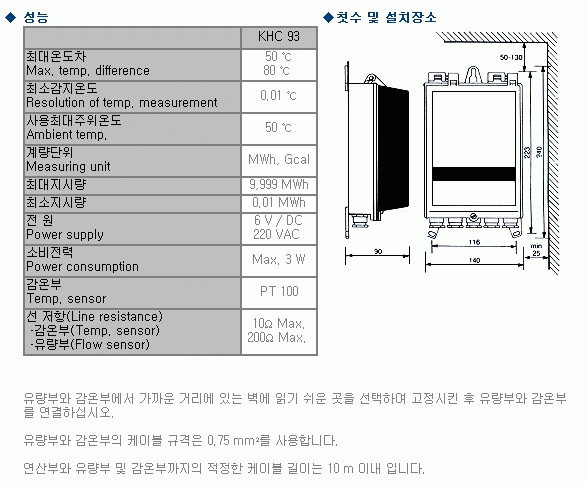 ◆ 성능
KHC 93
최대온도차
Max. temp. difference
50 ℃
80 ℃
최소감지온도
Resolution of temp. measurement
0,01 ℃
사용최대주위온도
Ambient temp.
50 ℃
계량단위
Measuring unit
MWh, Gcal
최대지시량
9,999 MWh
최소지시량
0,01 MWh
전 원
Power supply
6 V / DC
220 VAC
소비전력
Power consumption
Max. 3 W
감온부
Temp. sensor
PT 100
선 저항(Line resistance)
-감온부(Temp. sensor)
-유량부(Flow sensor)
10Ω Max.
200Ω Max.
◆첫수 및 설치장소
50-130
223
240
90
116
140
min
25
유량부와 감온부에서 가까운 거리에 있는 벽에 읽기 쉬운 곳을 선택하여 고정시킨 후 유량부와 감온부
를 연결하십시오.
유량부와 감온부의 케이블 규격은 0.75 mm²를 사용합니다.
연산부와 유량부 및 감온부까지의 적정한 케이블 길이는 10 m 이내 입니다.